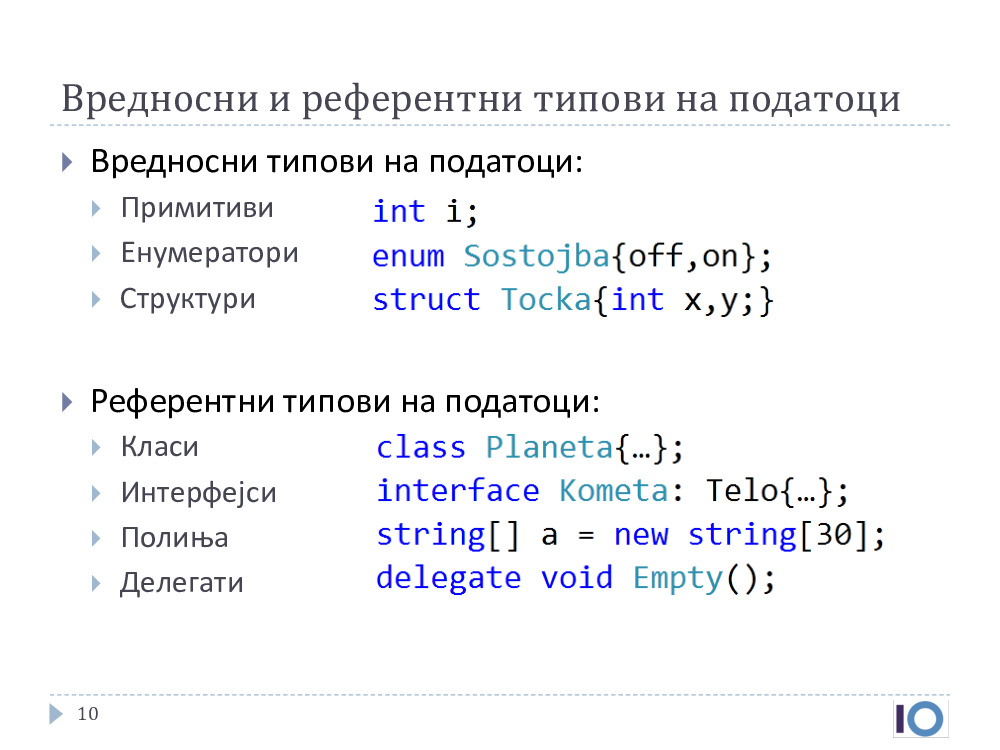 Вредносни и референтни типови на податоци
Вредносни типови на податоци:
Примитиви int i;
Енумератори enum Sostojba{off,on};
Структури struct Tocka{int x,y;}
Референтни типови на податоци:
Класи class Planeta{…};
Интерфејси interface Kometa: Telo{…};
Полиња string[] a = new string[30];
Делегати delegate void Empty();
10
IO